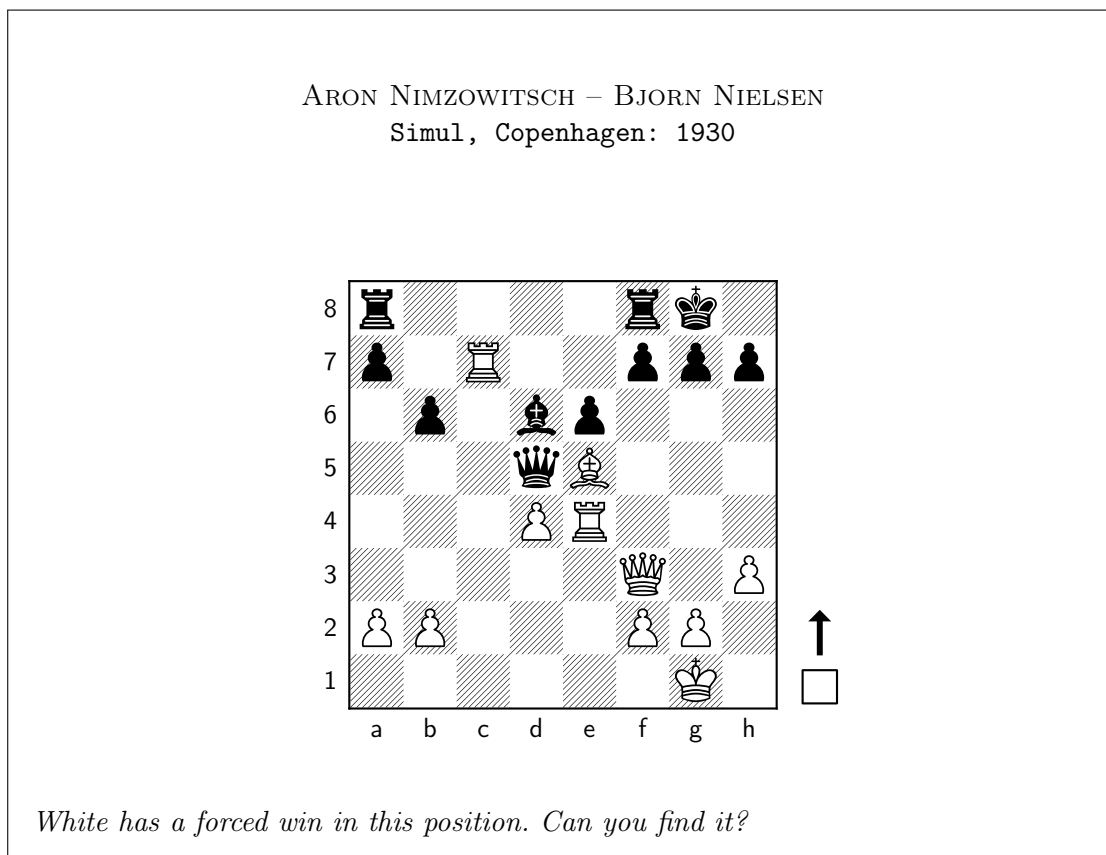 Aron Nimzowitsch – Bjorn Nielsen
Simul, Copenhagen: 1930
8
7
6
5
4
3
2
1
a b c d e f g h
White has a forced win in this position. Can you find it?